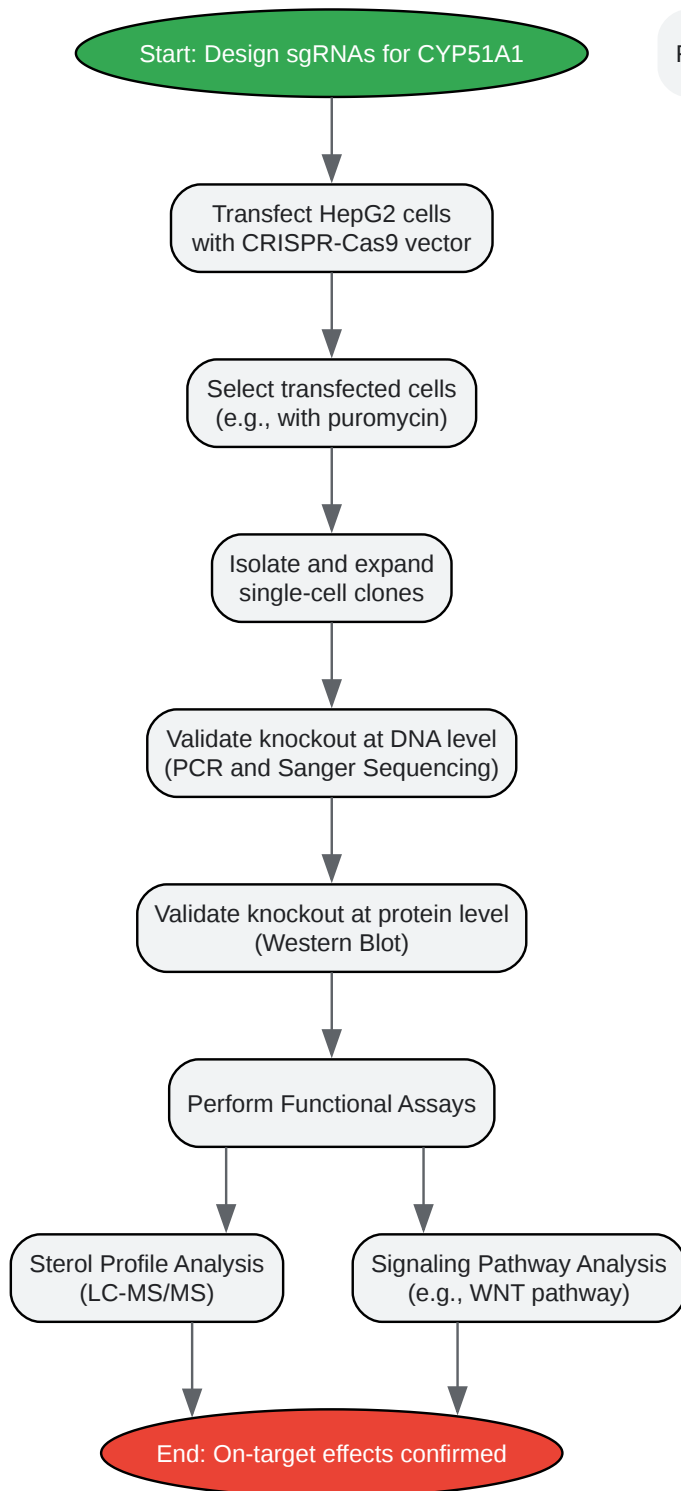 Start: Design sgRNAs for CYP51A1
Transfect HepG2 cells
with CRISPR-Cas9 vector
Select transfected cells
(e.g., with puromycin)
Isolate and expand
single-cell clones
Validate knockout at DNA level
(PCR and Sanger Sequencing)
Validate knockout at protein level
(Western Blot)
Perform Functional Assays
Sterol Profile Analysis
(LC-MS/MS)
Signaling Pathway Analysis
(e.g., WNT pathway)
End: On-target effects confirmed